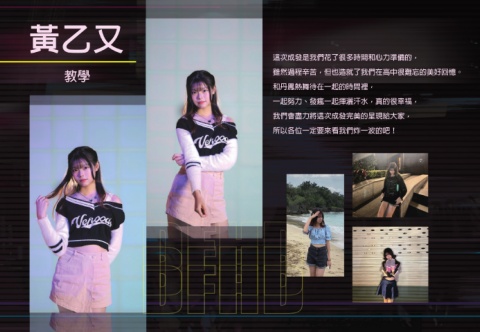 黃乙又
教學
這次成發是我們花了很多時間和心力準備的，
雖然過程辛苦，但也造就了我們在高中很難忘的美好回憶。
和丹鳳熱舞待在一起的時間裡，
一起努力、發瘋一起揮灑汗水，真的很幸福，
我們會盡力將這次成發完美的呈現給大家，
所以各位一定要來看我們炸一波的吧！